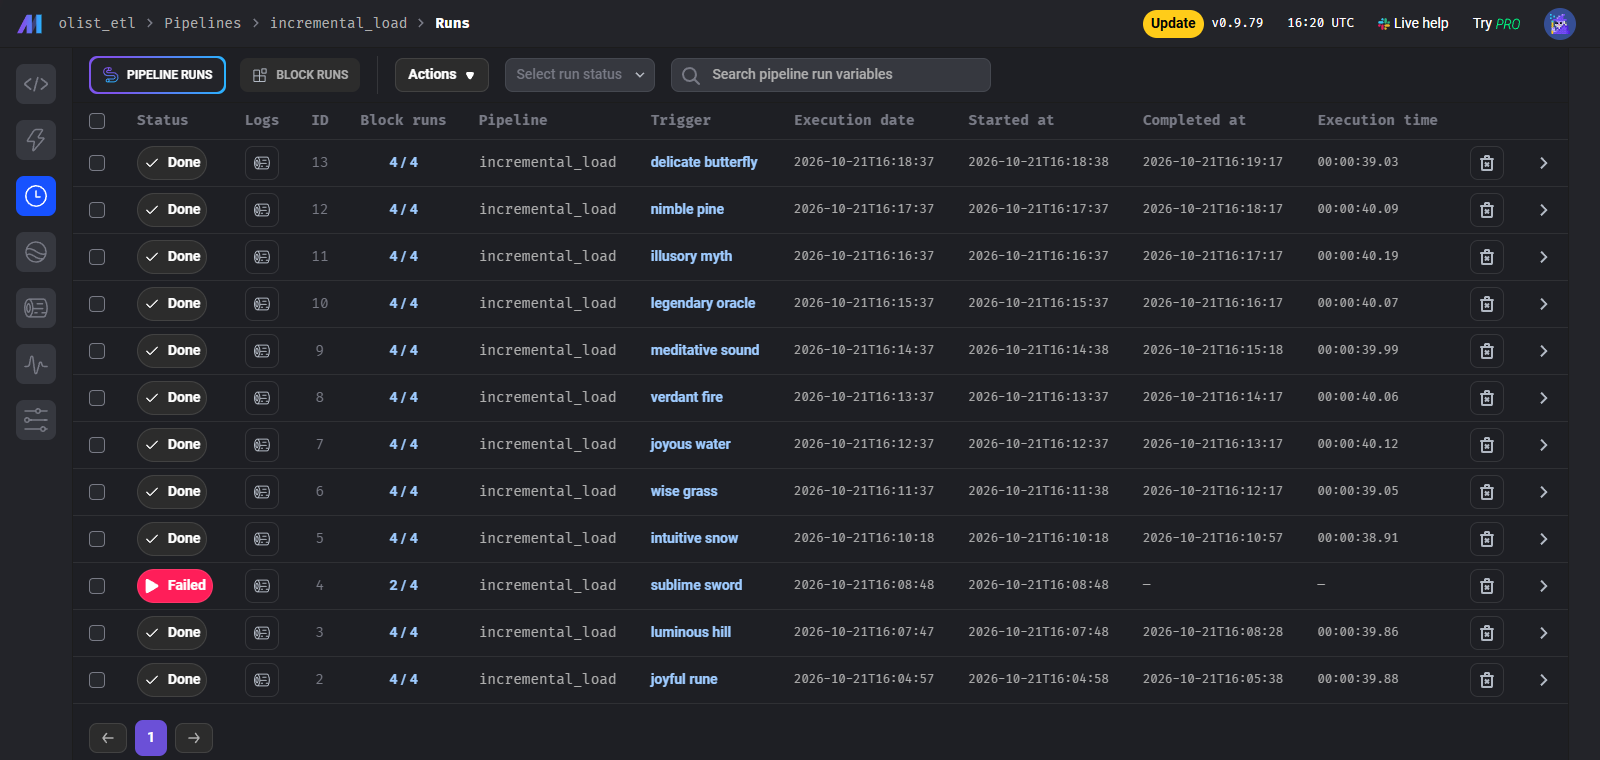 olist_etl > Pipelines > incremental_load > Runs
Update v0.9.79 16:20 UTC Live help Try PRO
PIPELINE RUNS BLOCK RUNS Actions Select run status Search pipeline run variables
Status Logs ID Block runs Pipeline Trigger Execution date Started at Completed at Execution time
Done 13 4 / 4 incremental_load delicate butterfly 2026-10-21T16:18:37 2026-10-21T16:18:38 2026-10-21T16:19:17 00:00:39.03
Done 12 4 / 4 incremental_load nimble pine 2026-10-21T16:17:37 2026-10-21T16:17:37 2026-10-21T16:18:17 00:00:40.09
Done 11 4 / 4 incremental_load illusory myth 2026-10-21T16:16:37 2026-10-21T16:16:37 2026-10-21T16:17:17 00:00:40.19
Done 10 4 / 4 incremental_load legendary oracle 2026-10-21T16:15:37 2026-10-21T16:15:37 2026-10-21T16:16:17 00:00:40.07
Done 9 4 / 4 incremental_load meditative sound 2026-10-21T16:14:37 2026-10-21T16:14:38 2026-10-21T16:15:18 00:00:39.99
Done 8 4 / 4 incremental_load verdant fire 2026-10-21T16:13:37 2026-10-21T16:13:37 2026-10-21T16:14:17 00:00:40.06
Done 7 4 / 4 incremental_load joyous water 2026-10-21T16:12:37 2026-10-21T16:12:37 2026-10-21T16:13:17 00:00:40.12
Done 6 4 / 4 incremental_load wise grass 2026-10-21T16:11:37 2026-10-21T16:11:38 2026-10-21T16:12:17 00:00:39.05
Done 5 4 / 4 incremental_load intuitive snow 2026-10-21T16:10:18 2026-10-21T16:10:18 2026-10-21T16:10:57 00:00:38.91
Failed 4 2 / 4 incremental_load sublime sword 2026-10-21T16:08:48 2026-10-21T16:08:48 — —
Done 3 4 / 4 incremental_load luminous hill 2026-10-21T16:07:47 2026-10-21T16:07:48 2026-10-21T16:08:28 00:00:39.86
Done 2 4 / 4 incremental_load joyful rune 2026-10-21T16:04:57 2026-10-21T16:04:58 2026-10-21T16:05:38 00:00:39.88
← 1 →